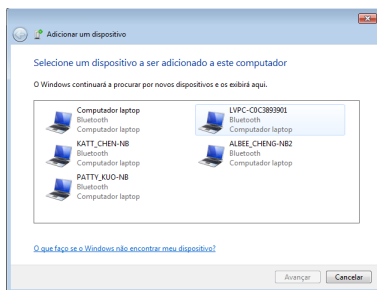 Adicionar um dispositivo
Selecione um dispositivo a ser adicionado a este computador
O Windows continuará a procurar por novos dispositivos e os exibirá aqui.
Computador laptop
Bluetooth
Computador laptop
LVPC-C0C3893901
Bluetooth
Computador laptop
KATT_CHEN-NB
Bluetooth
Computador laptop
ALBEE_CHENG-NB2
Bluetooth
Computador laptop
PATTY_KUO-NB
Bluetooth
Computador laptop
O que faço se o Windows não encontrar meu dispositivo?
Avançar Cancelar